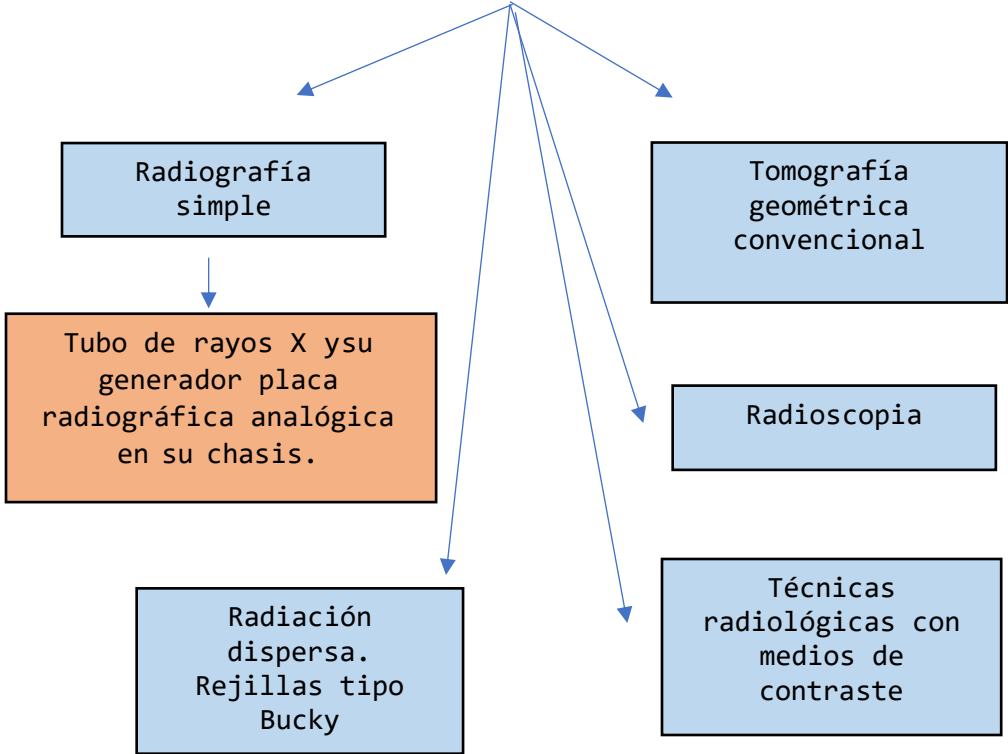 Radiografía
simple
Tomografía
geométrica
convencional
Tubo de rayos X ysu
generador placa
radiográfica analógica
en su chasis.
Radioscopia
Radiación
dispersa.
Rejillas tipo
Bucky
Técnicas
radiológicas con
medios de
contraste